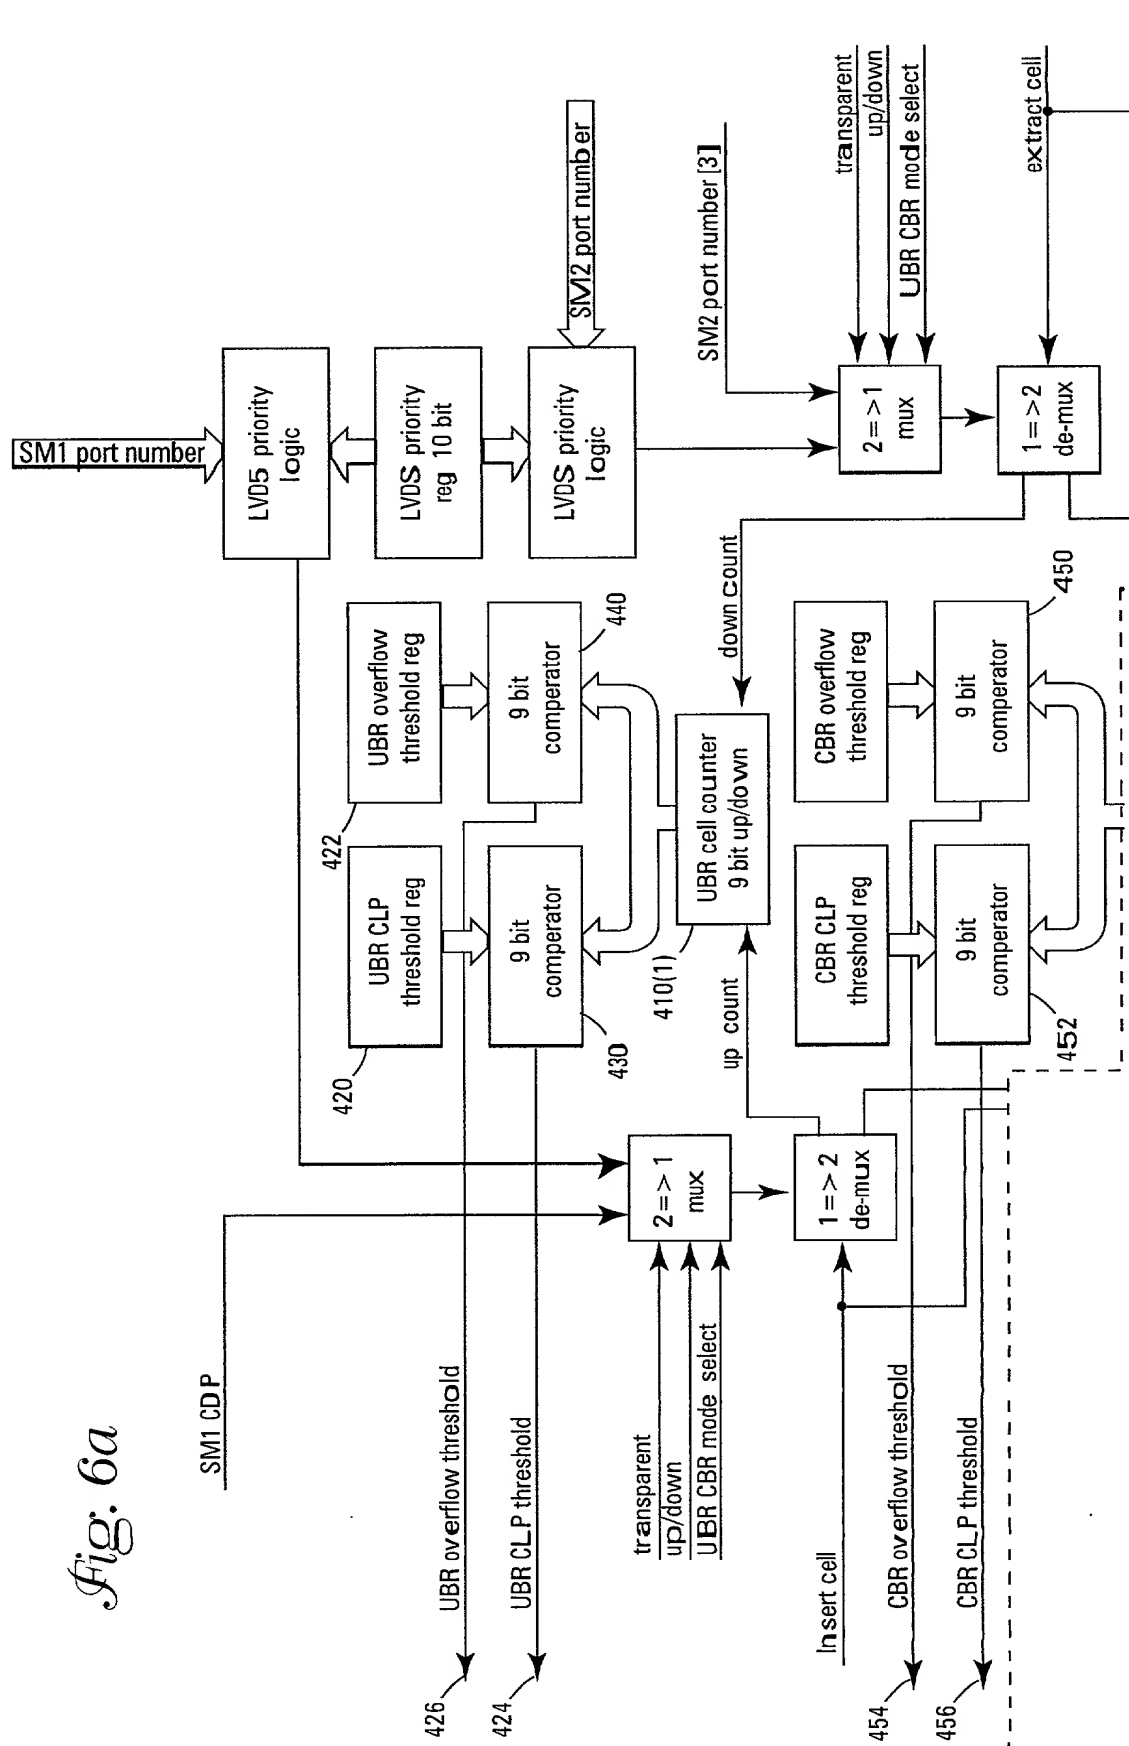 Fig. 6a
SM1 CDP
SM1 port number
LVD5 priority
logic
LVDS priority
reg 10 bit
LVDS priority
logic
SM2 port number
SM2 port number [3]
transparent
up/down
UBR CBR mode select
extract cell
2=>1
mux
1=>2
de-mux
down count
422
UBR overflow
threshold reg
440
9 bit
comperator
420
UBR CLP
threshold reg
430
9 bit
comperator
410(1)
UBR cell counter
9 bit up/down
up count
CBR overflow
threshold reg
450
9 bit
comperator
CBR CLP
threshold reg
452
9 bit
comperator
2=>1
mux
1=>2
de-mux
UBR overflow threshold
426
UBR CLP threshold
424
transparent
up/down
UBR CBR mode select
Insert cell
CBR overflow threshold
454
CBR CLP threshold
456